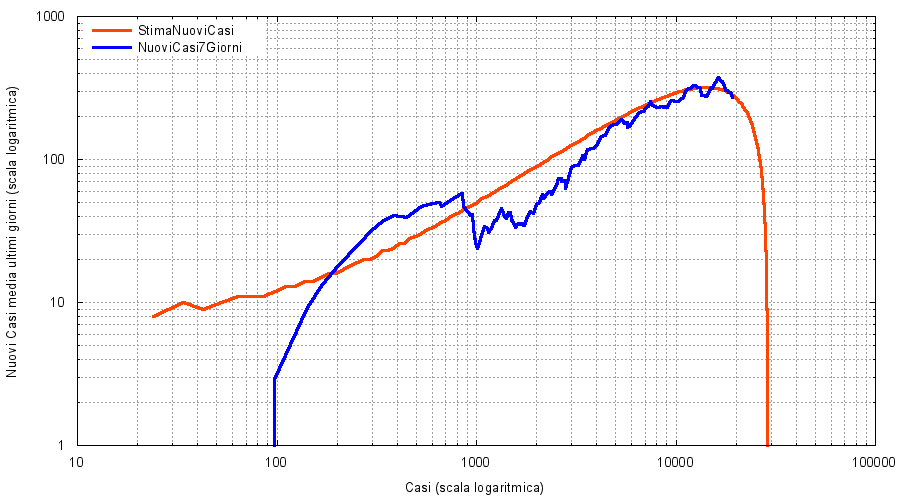 1000
StimaNuoviCasi
NuoviCasi7Giorni
100
Nuovi Casi media ultimi giorni (scala logaritmica)
10
1
10 100 1000 10000 100000
Casi (scala logaritmica)